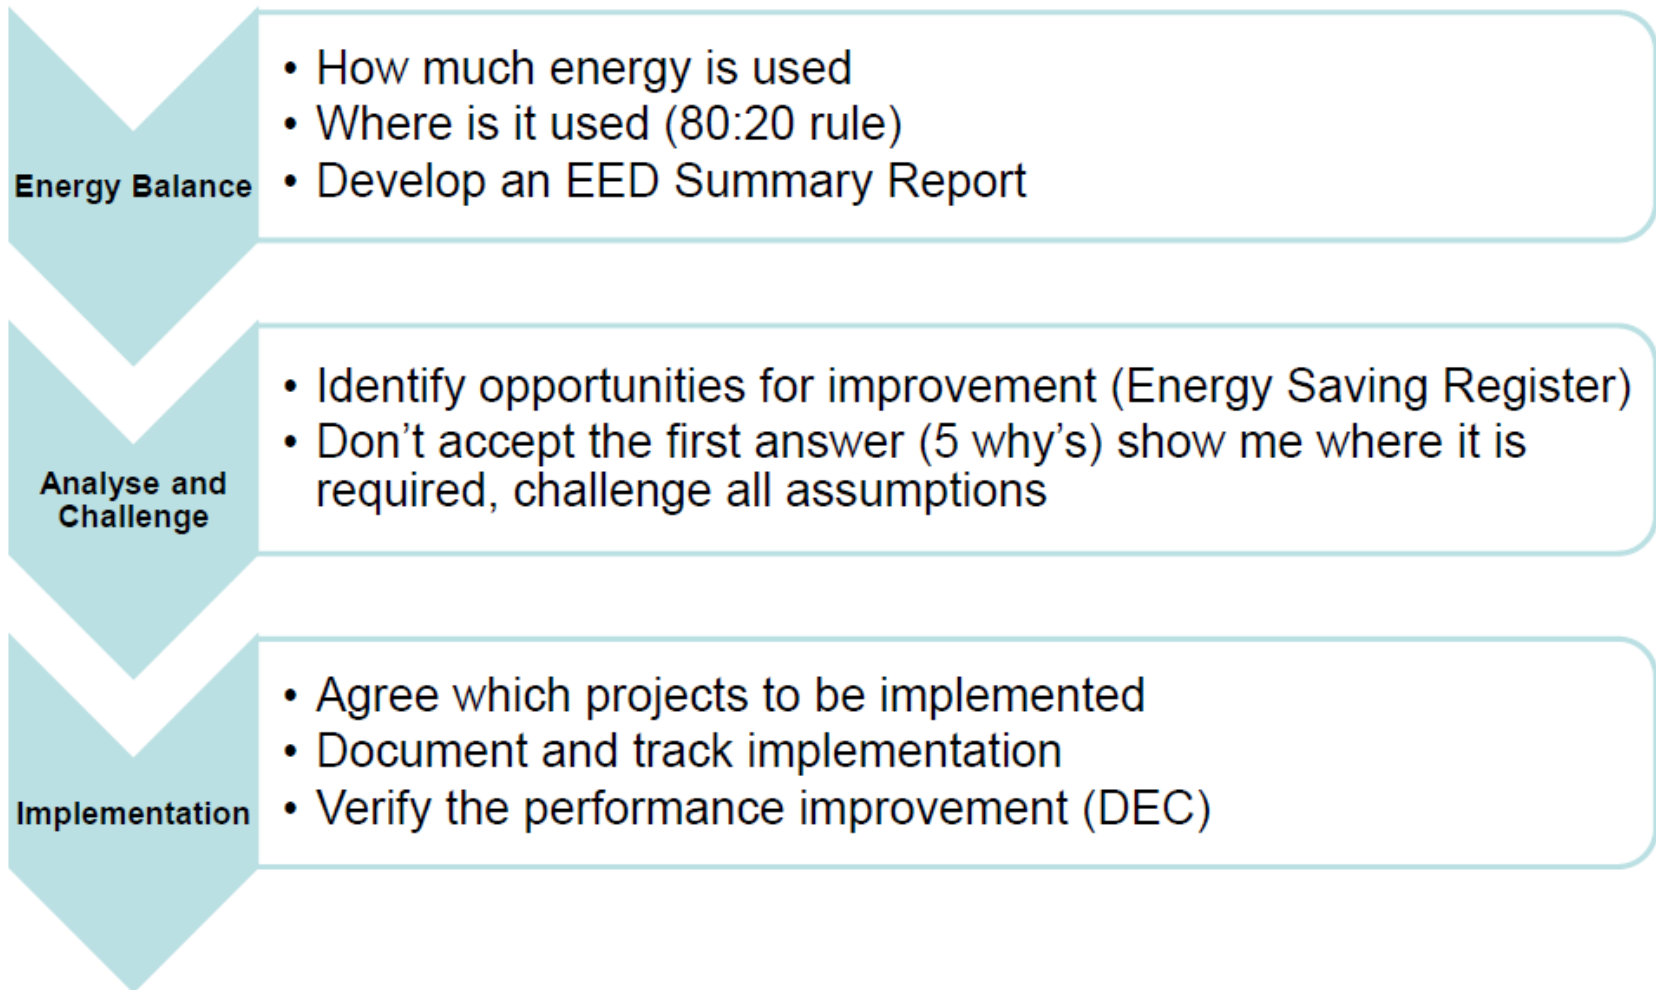 Energy Balance
• How much energy is used
• Where is it used (80:20 rule)
• Develop an EED Summary Report
Analyse and
Challenge
• Identify opportunities for improvement (Energy Saving Register)
• Don’t accept the first answer (5 why’s) show me where it is
required, challenge all assumptions
Implementation
• Agree which projects to be implemented
• Document and track implementation
• Verify the performance improvement (DEC)